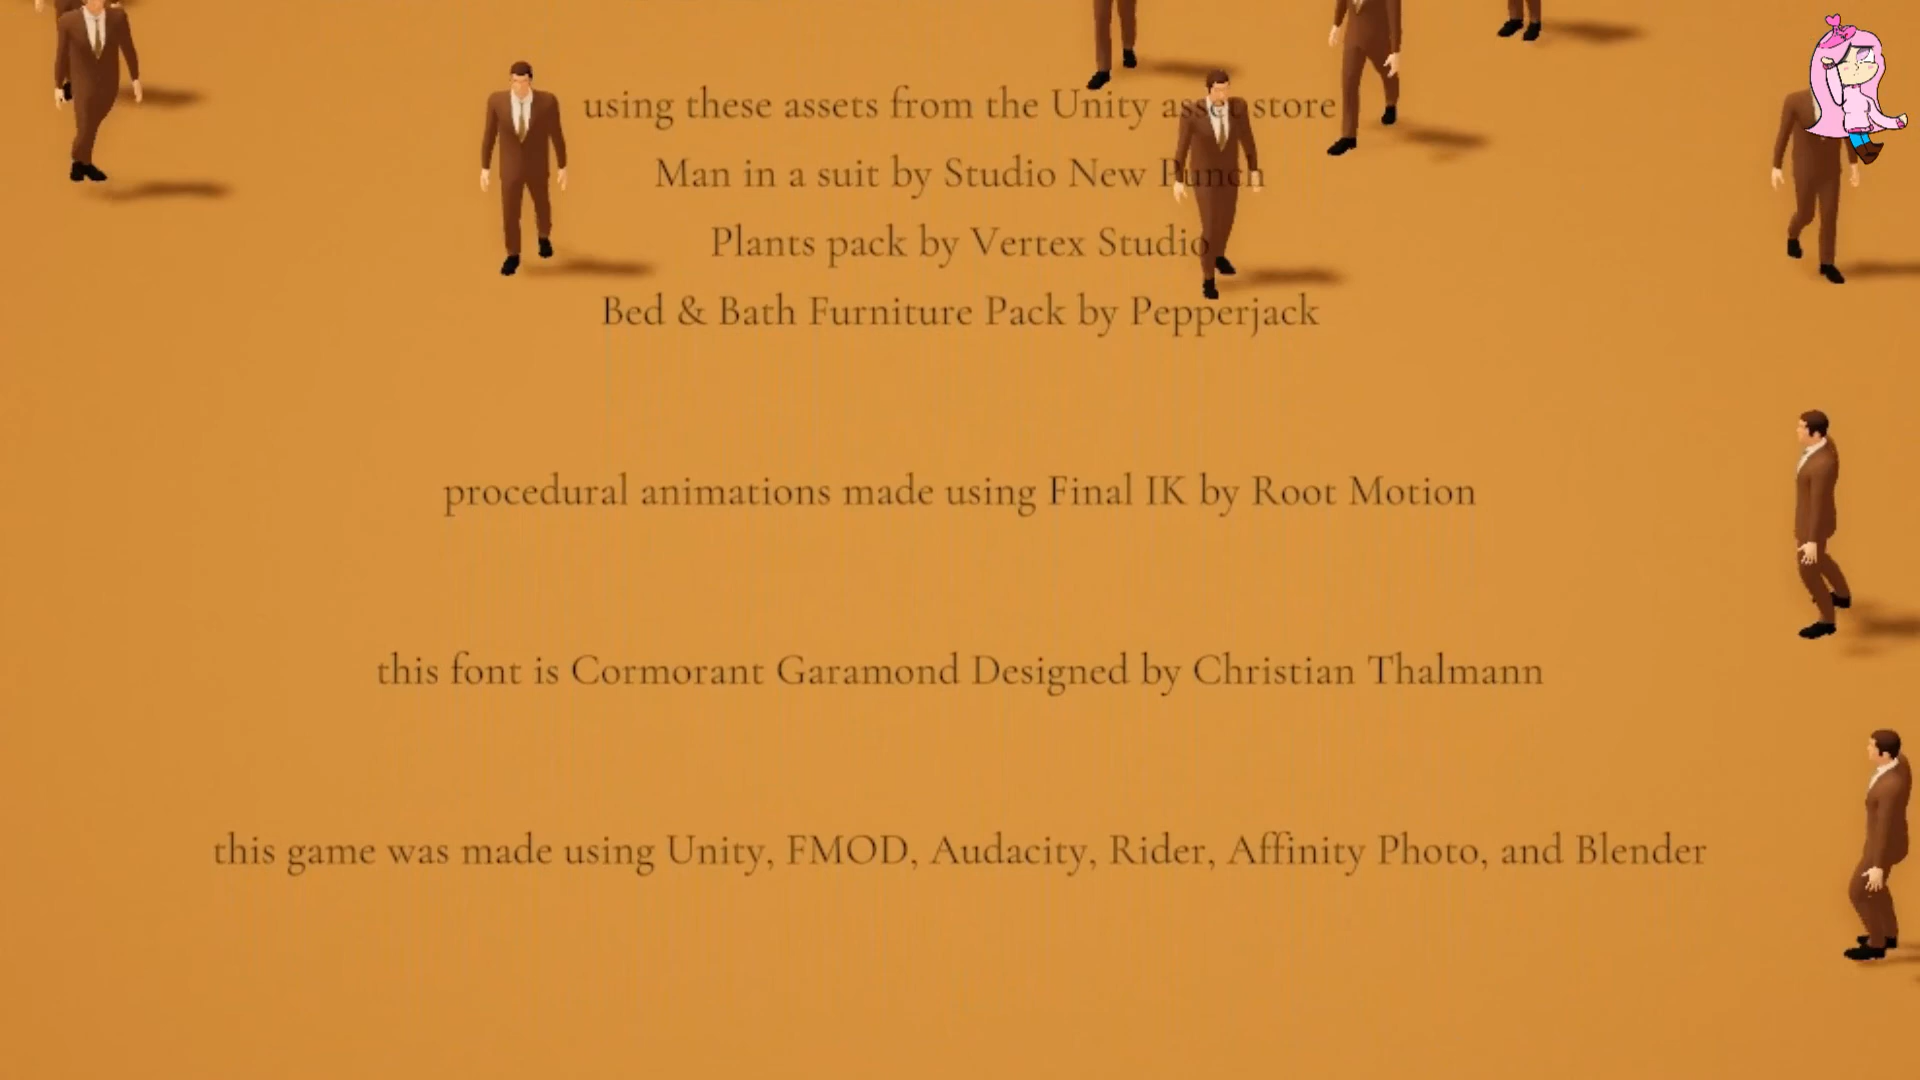 using these assets from the Unity asset store
Man in a suit by Studio New Punch
Plants pack by Vertex Studio
Bed & Bath Furniture Pack by Pepperjack
procedural animations made using Final IK by Root Motion
this font is Cormorant Garamond Designed by Christian Thalmann
this game was made using Unity, FMOD, Audacity, Rider, Affinity Photo, and Blender